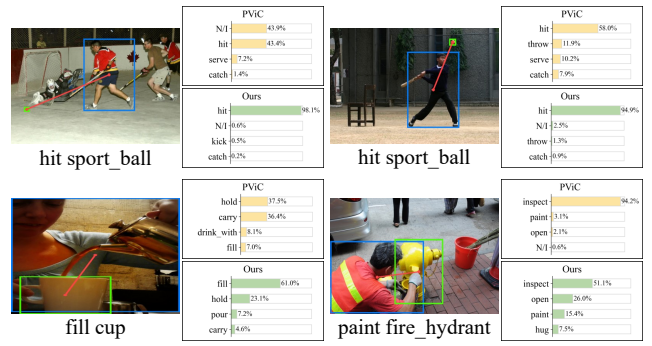 PViC
N/I 43.9%
hit 43.4%
serve 7.2%
catch 1.4%
Ours
hit 98.1%
N/I 0.6%
kick 0.5%
catch 0.2%
hit sport_ball
PViC
hit 58.0%
throw 11.9%
serve 10.2%
catch 7.9%
Ours
hit 94.9%
N/I 2.5%
throw 1.3%
catch 0.9%
hit sport_ball
PViC
hold 37.5%
carry 36.4%
drink_with 8.1%
fill 7.0%
Ours
fill 61.0%
hold 23.1%
pour 7.2%
carry 4.6%
fill cup
PViC
inspect 94.2%
paint 3.1%
open 2.1%
N/I 0.6%
Ours
inspect 51.1%
open 26.0%
paint 15.4%
hug 7.5%
paint fire_hydrant